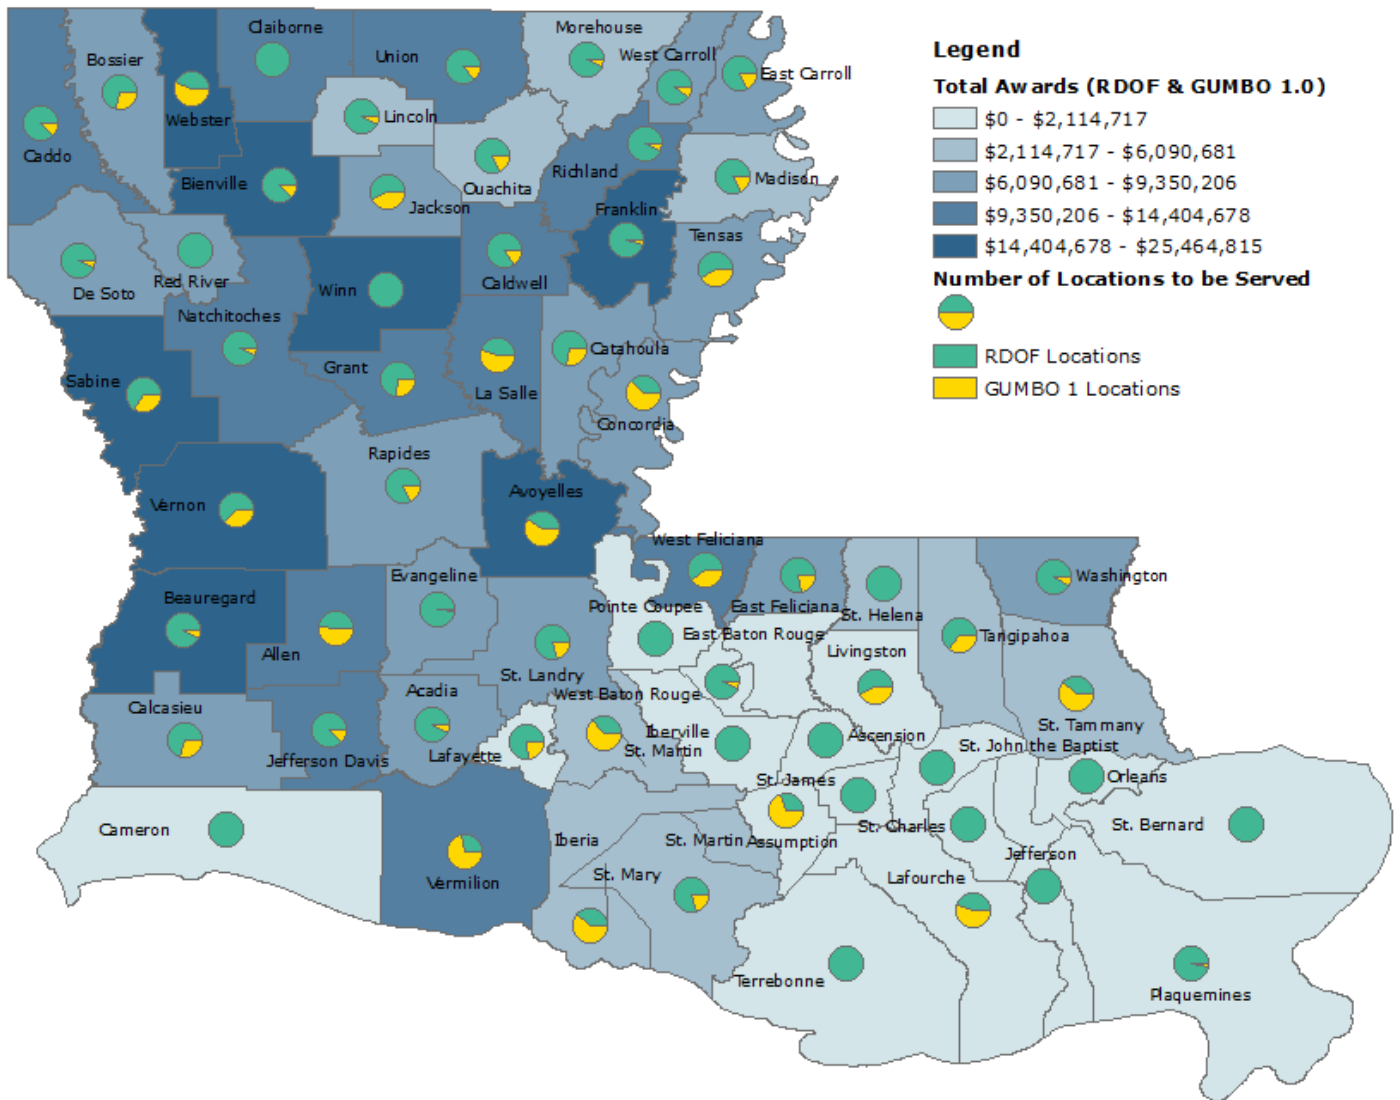 Legend
Total Awards (RDOF & GUMBO 1.0)
$0 - $2,114,717
$2,114,717 - $6,090,681
$6,090,681 - $9,350,206
$9,350,206 - $14,404,678
$14,404,678 - $25,464,815
Number of Locations to be Served
RDOF Locations
GUMBO 1 Locations
Claiborne
Morehouse
Union
West Carroll
Bossier
East Carroll
Webster
Lincoln
Caddo
Ouachita
Richland
Madison
Bienville
Jackson
Franklin
Tensas
De Soto
Red River
Winn
Caldwell
Natchitoches
Catahoula
Grant
Sabine
La Salle
Concordia
Rapides
Vernon
Avoyelles
West Feliciana
Evangeline
Washington
Beauregard
Pointe Coupee
East Feliciana
St. Helena
East Baton Rouge
Tangipahoa
Allen
Livingston
St. Landry
Acadia
West Baton Rouge
Calcasieu
St. Tammany
Iberville
Ascension
St. Martin
St. John the Baptist
Lafayette
Jefferson Davis
St. James
Orleans
Cameron
St. Charles
St. Bernard
Iberia
St. Martin
Assumption
Jefferson
St. Mary
Lafourche
Vermilion
Terrebonne
Plaquemines